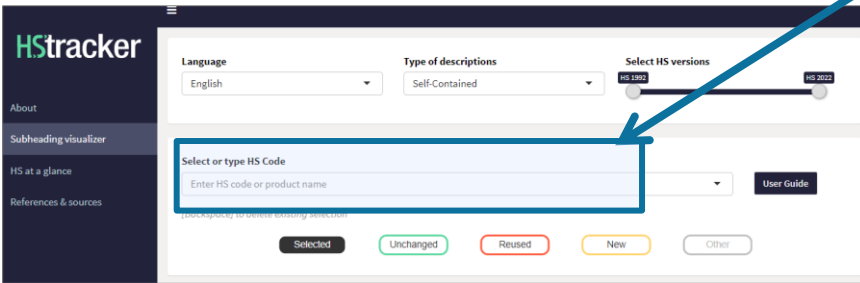 ≡
HStracker
Language
Type of descriptions
Select HS versions
English
Self-Contained
HS 1992
HS 2022
About
Subheading visualizer
HS at a glance
References & sources
Select or type HS Code
Enter HS code or product name
User Guide
[backspace] to delete existing selection
Selected
Unchanged
Reused
New
Other